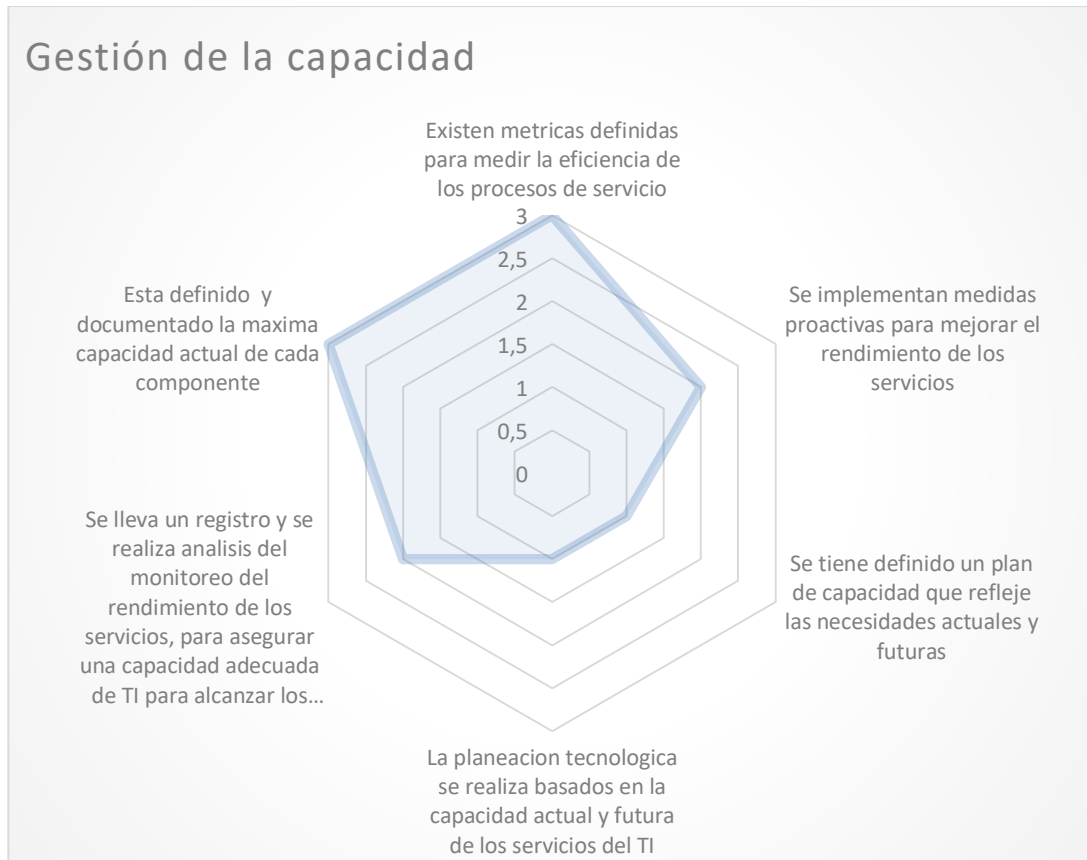 Gestión de la capacidad
Existen metricas definidas
para medir la eficiencia de
los procesos de servicio
3
2,5
2
1,5
1
0,5
0
Se implementan medidas
proactivas para mejorar el
rendimiento de los
servicios
Se tiene definido un plan
de capacidad que refleje
las necesidades actuales y
futuras
La planeacion tecnologica
se realiza basados en la
capacidad actual y futura
de los servicios del TI
Se lleva un registro y se
realiza analisis del
monitoreo del
rendimiento de los
servicios, para asegurar
una capacidad adecuada
de TI para alcanzar los…
Esta definido  y
documentado la maxima
capacidad actual de cada
componente